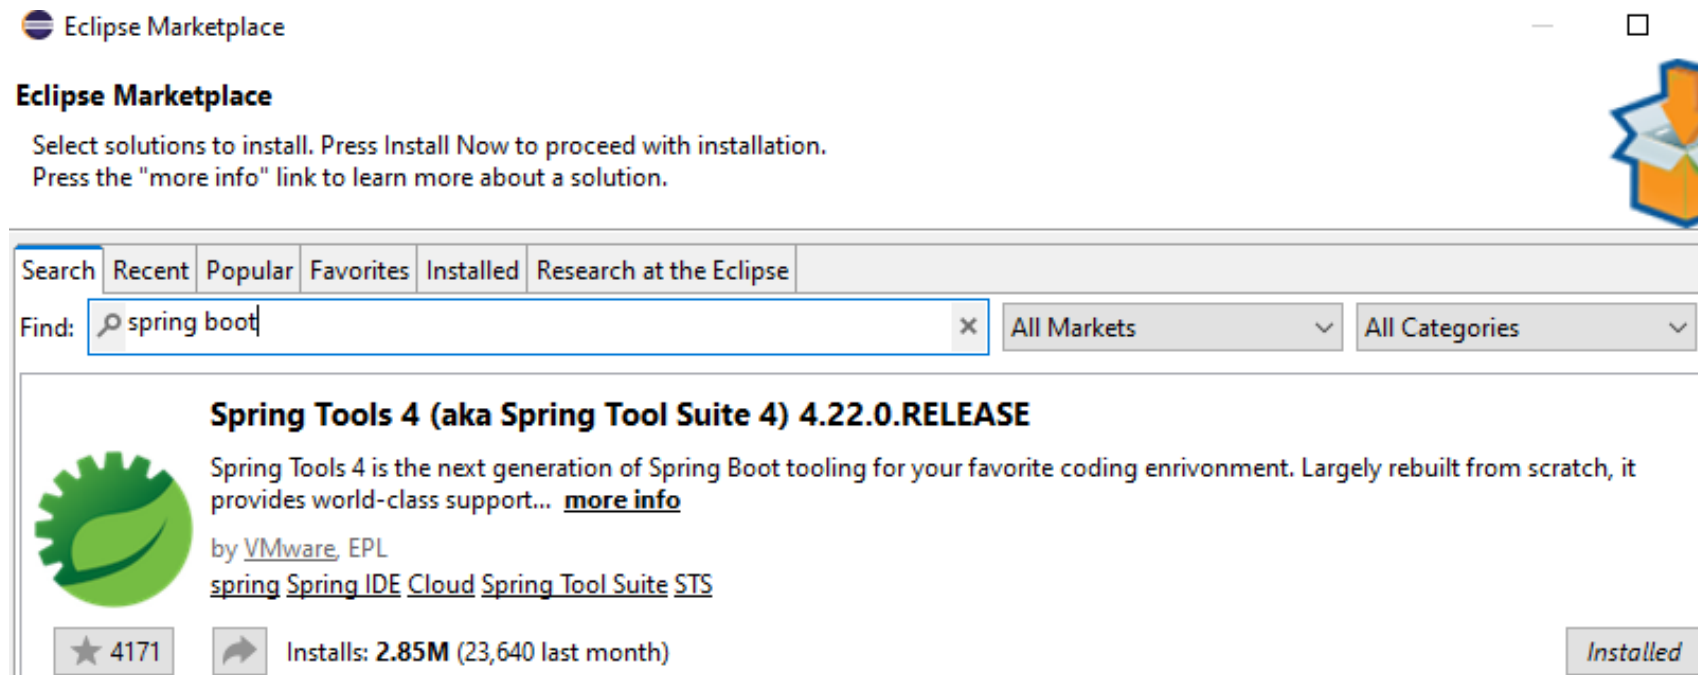 Eclipse Marketplace
Eclipse Marketplace
Select solutions to install. Press Install Now to proceed with installation.
Press the "more info" link to learn more about a solution.
Search Recent Popular Favorites Installed Research at the Eclipse
Find: spring boot All Markets All Categories
Spring Tools 4 (aka Spring Tool Suite 4) 4.22.0.RELEASE
Spring Tools 4 is the next generation of Spring Boot tooling for your favorite coding enrivonment. Largely rebuilt from scratch, it
provides world-class support... more info
by VMware, EPL
spring Spring IDE Cloud Spring Tool Suite STS
4171 Installs: 2.85M (23,640 last month) Installed